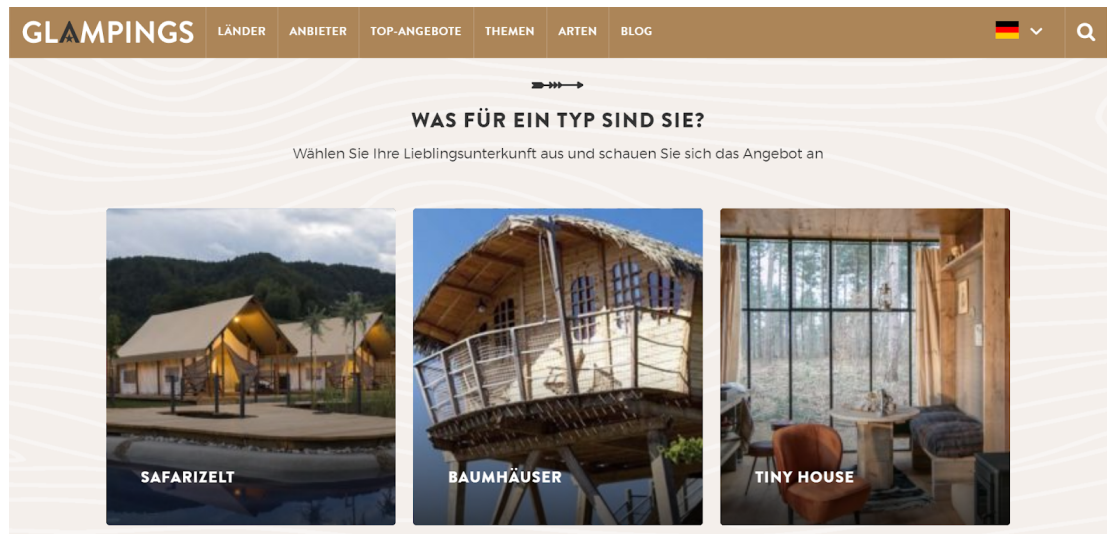 GLAMPINGS LÄNDER ANBIETER TOP-ANGEBOTE THEMEN ARTEN BLOG
WAS FÜR EIN TYP SIND SIE?
Wählen Sie Ihre Lieblingsunterkunft aus und schauen Sie sich das Angebot an
SAFARIZELT BAUMHÄUSER TINY HOUSE